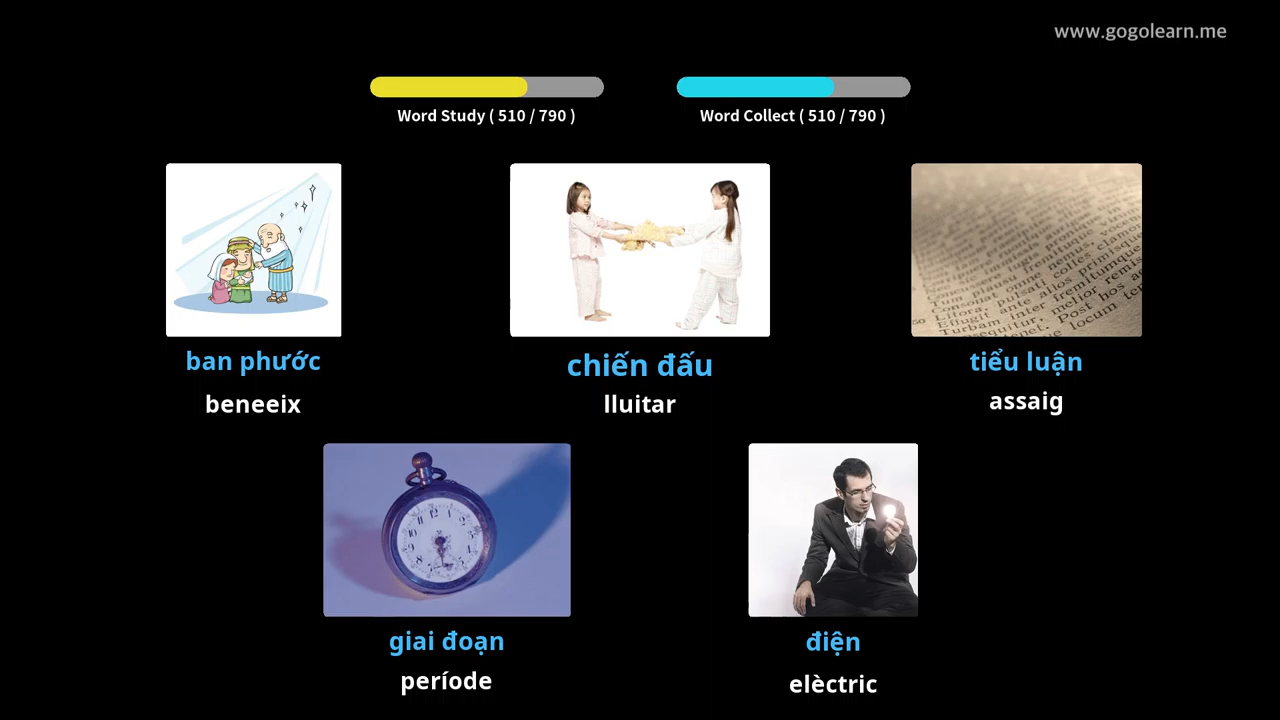 www.gogolearn.me
Word Study ( 510 / 790 )
Word Collect ( 510 / 790 )
ban phước
beneeix
chiến đấu
lluitar
tiểu luận
assaig
giai đoạn
període
điện
elèctric